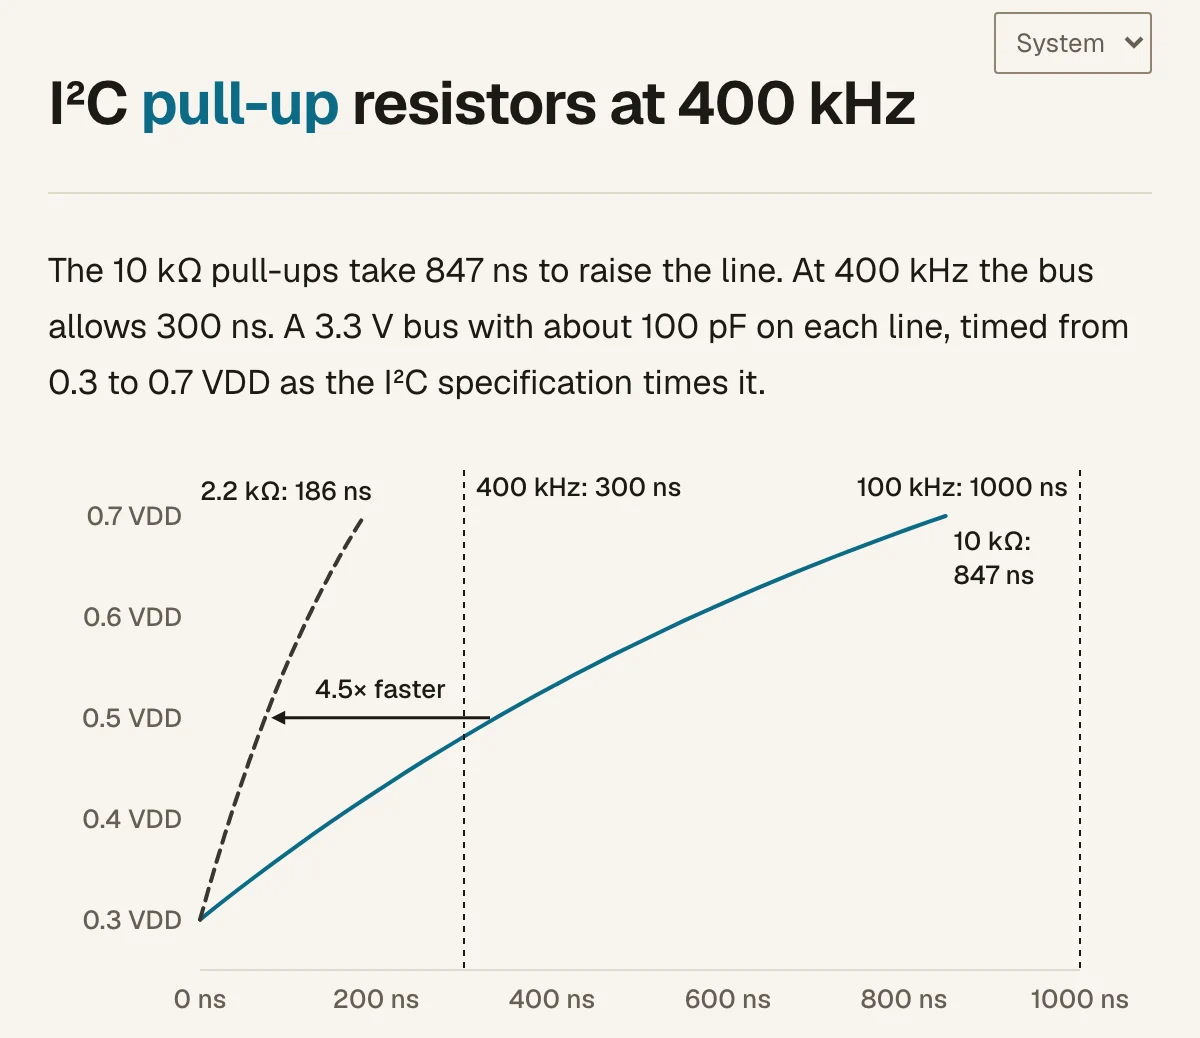 System
I²C pull-up resistors at 400 kHz
The 10 kΩ pull-ups take 847 ns to raise the line. At 400 kHz the bus
allows 300 ns. A 3.3 V bus with about 100 pF on each line, timed from
0.3 to 0.7 VDD as the I²C specification times it.
2.2 kΩ: 186 ns
400 kHz: 300 ns
100 kHz: 1000 ns
0.7 VDD
10 kΩ:
847 ns
0.6 VDD
4.5× faster
0.5 VDD
0.4 VDD
0.3 VDD
0 ns
200 ns
400 ns
600 ns
800 ns
1000 ns